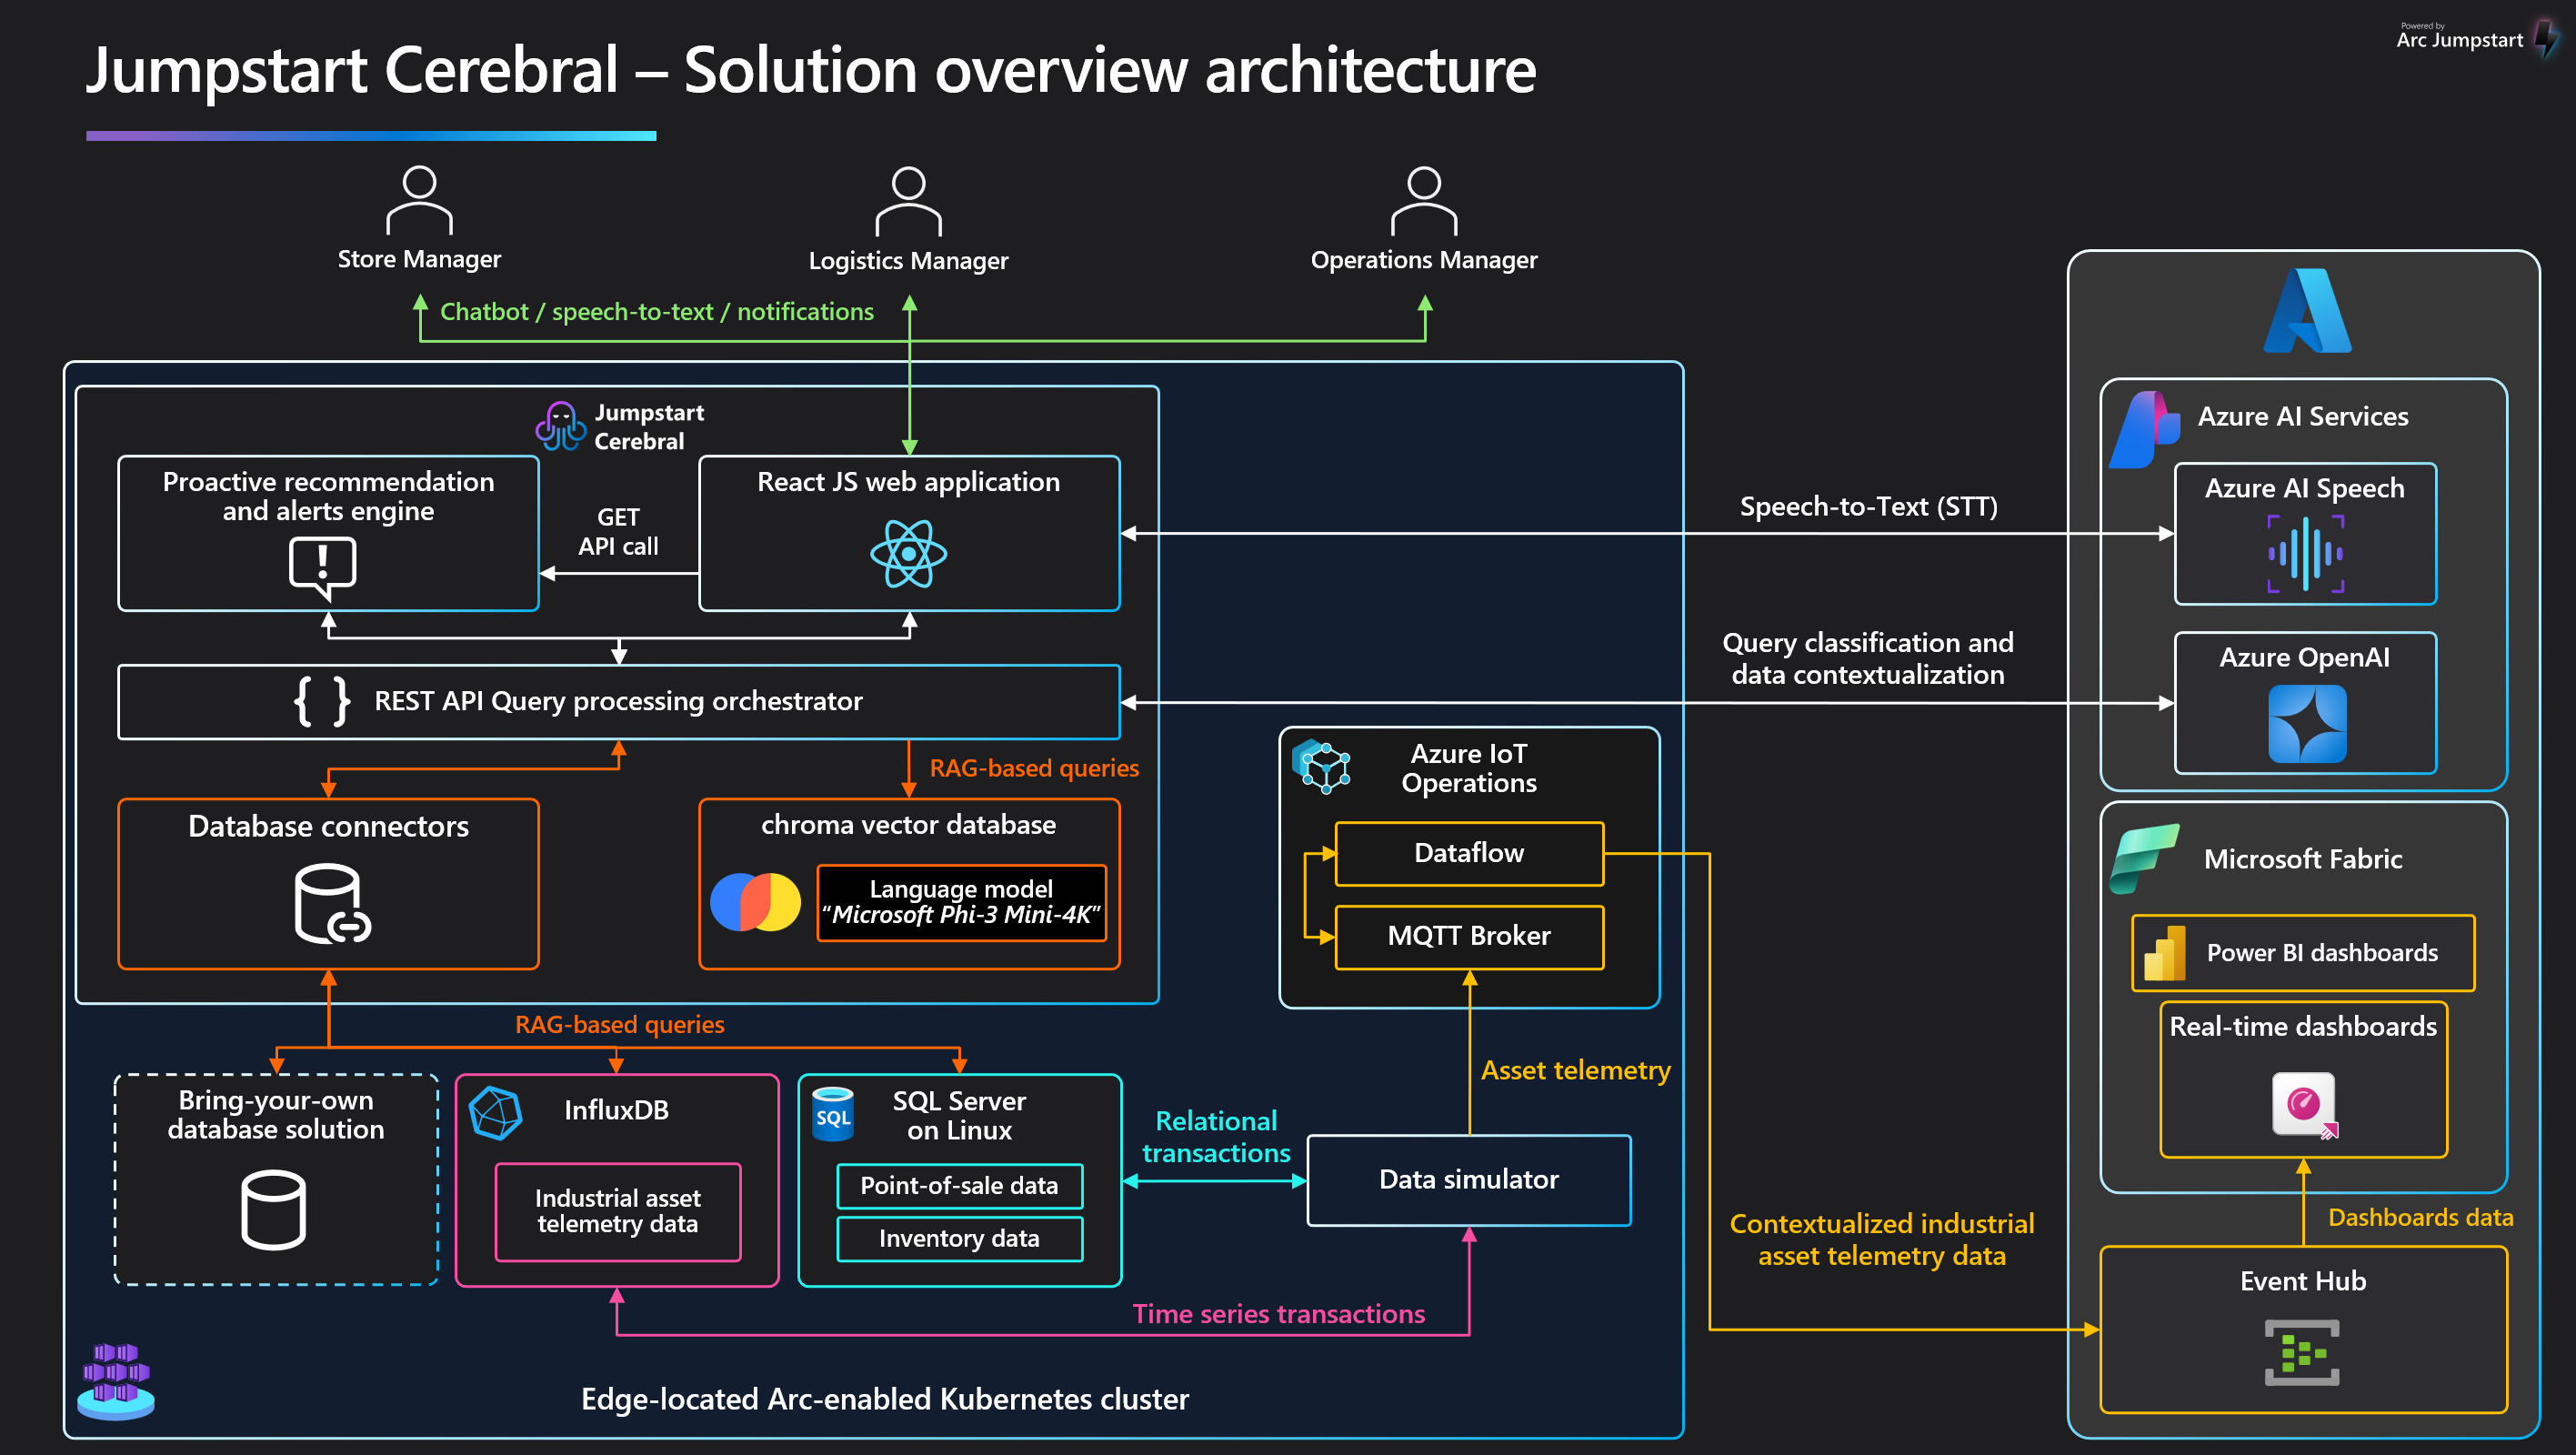 Powered by
Arc Jumpstart
Jumpstart Cerebral – Solution overview architecture
Store Manager
Logistics Manager
Operations Manager
Chatbot / speech-to-text / notifications
Jumpstart
Cerebral
Proactive recommendation
and alerts engine
GET
API call
React JS web application
REST API Query processing orchestrator
RAG-based queries
Database connectors
chroma vector database
Language model
“Microsoft Phi-3 Mini-4K”
RAG-based queries
Bring-your-own
database solution
InfluxDB
Industrial asset
telemetry data
SQL
SQL Server
on Linux
Point-of-sale data
Inventory data
Relational
transactions
Data simulator
Time series transactions
Asset telemetry
Azure IoT
Operations
Dataflow
MQTT Broker
Edge-located Arc-enabled Kubernetes cluster
Speech-to-Text (STT)
Query classification and
data contextualization
Contextualized industrial
asset telemetry data
Azure AI Services
Azure AI Speech
Azure OpenAI
Microsoft Fabric
Power BI dashboards
Real-time dashboards
Dashboards data
Event Hub